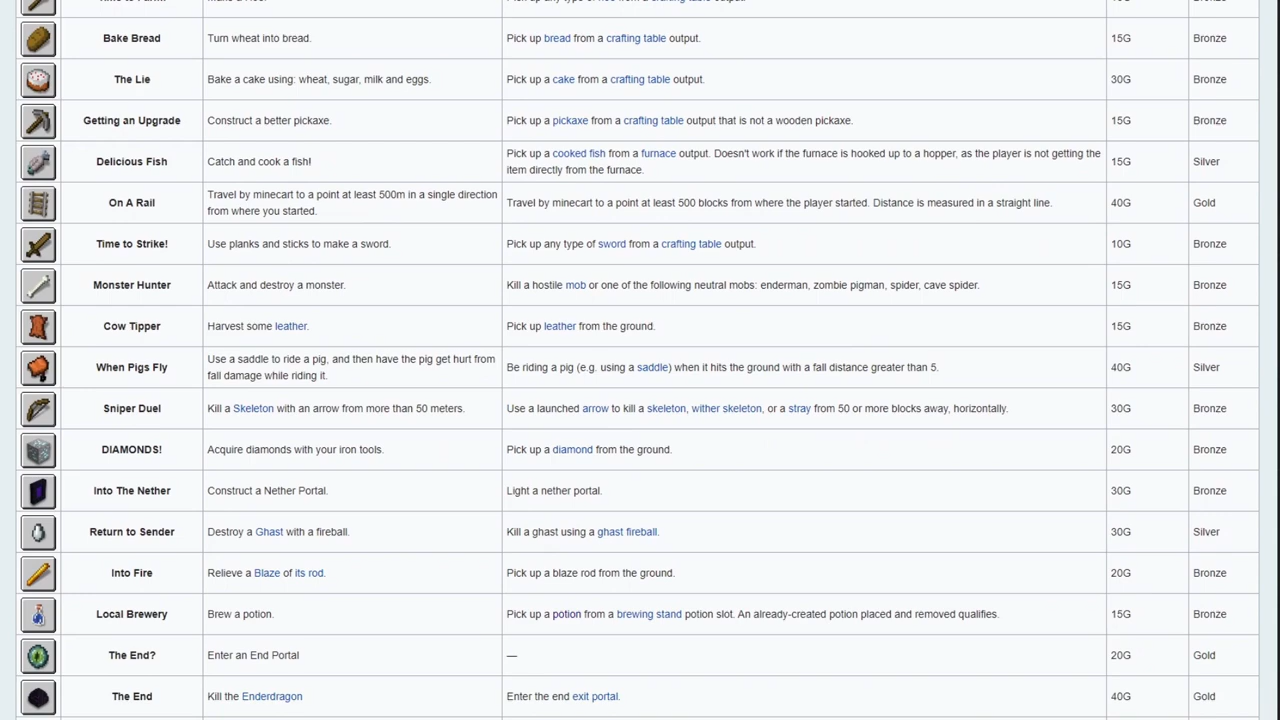 Bake Bread Turn wheat into bread. Pick up bread from a crafting table output. 15G Bronze
The Lie Bake a cake using: wheat, sugar, milk and eggs. Pick up a cake from a crafting table output. 30G Bronze
Getting an Upgrade Construct a better pickaxe. Pick up a pickaxe from a crafting table output that is not a wooden pickaxe. 15G Bronze
Delicious Fish Catch and cook a fish! Pick up a cooked fish from a furnace output. Doesn't work if the furnace is hooked up to a hopper, as the player is not getting the
item directly from the furnace. 15G Silver
On A Rail Travel by minecart to a point at least 500m in a single direction
from where you started. Travel by minecart to a point at least 500 blocks from where the player started. Distance is measured in a straight line. 40G Gold
Time to Strike! Use planks and sticks to make a sword. Pick up any type of sword from a crafting table output. 10G Bronze
Monster Hunter Attack and destroy a monster. Kill a hostile mob or one of the following neutral mobs: enderman, zombie pigman, spider, cave spider. 15G Bronze
Cow Tipper Harvest some leather. Pick up leather from the ground. 15G Bronze
When Pigs Fly Use a saddle to ride a pig, and then have the pig get hurt from
fall damage while riding it. Be riding a pig (e.g. using a saddle) when it hits the ground with a fall distance greater than 5. 40G Silver
Sniper Duel Kill a Skeleton with an arrow from more than 50 meters. Use a launched arrow to kill a skeleton, wither skeleton, or a stray from 50 or more blocks away, horizontally. 30G Bronze
DIAMONDS! Acquire diamonds with your iron tools. Pick up a diamond from the ground. 20G Bronze
Into The Nether Construct a Nether Portal. Light a nether portal. 30G Bronze
Return to Sender Destroy a Ghast with a fireball. Kill a ghast using a ghast fireball. 30G Silver
Into Fire Relieve a Blaze of its rod. Pick up a blaze rod from the ground. 20G Bronze
Local Brewery Brew a potion. Pick up a potion from a brewing stand potion slot. An already-created potion placed and removed qualifies. 15G Bronze
The End? Enter an End Portal — 20G Gold
The End Kill the Enderdragon Enter the end exit portal. 40G Gold